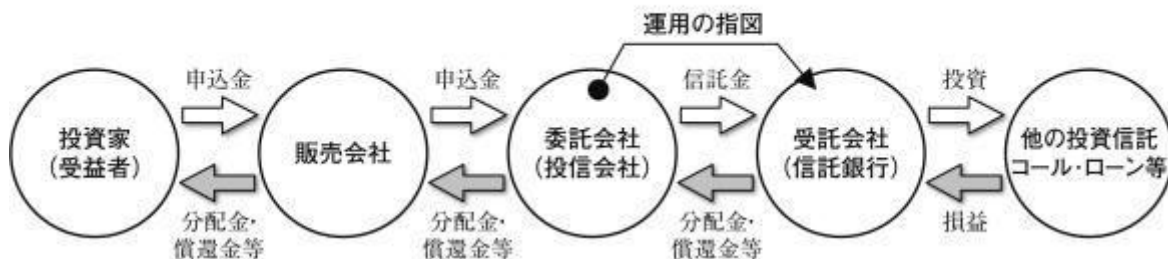 運用の指図
申込金
申込金
信託金
投資
投資家
(受益者)
販売会社
委託会社
(投信会社)
受託会社
(信託銀行)
他の投資信託
コール・ローン等
分配金・
償還金等
分配金・
償還金等
分配金・
償還金等
損益